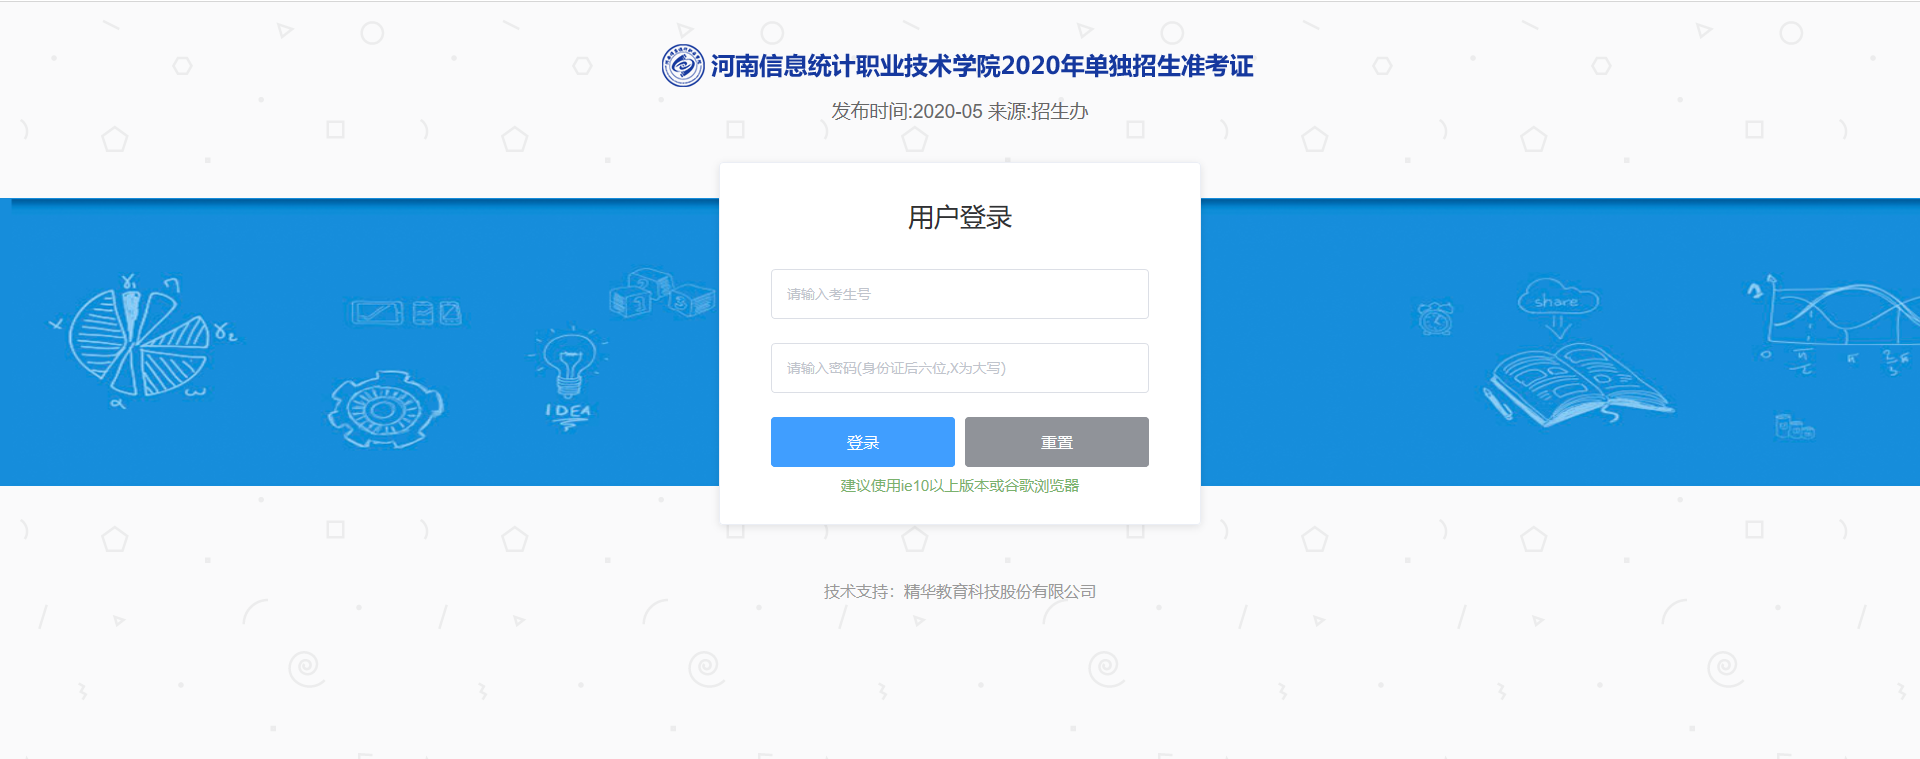 河南信息统计职业技术学院2020年单独招生准考证
发布时间:2020-05 来源:招生办
用户登录
请输入考生号
请输入密码(身份证后六位,X为大写)
登录 重置
建议使用ie10以上版本或谷歌浏览器
share
IDEA
技术支持：精华教育科技股份有限公司